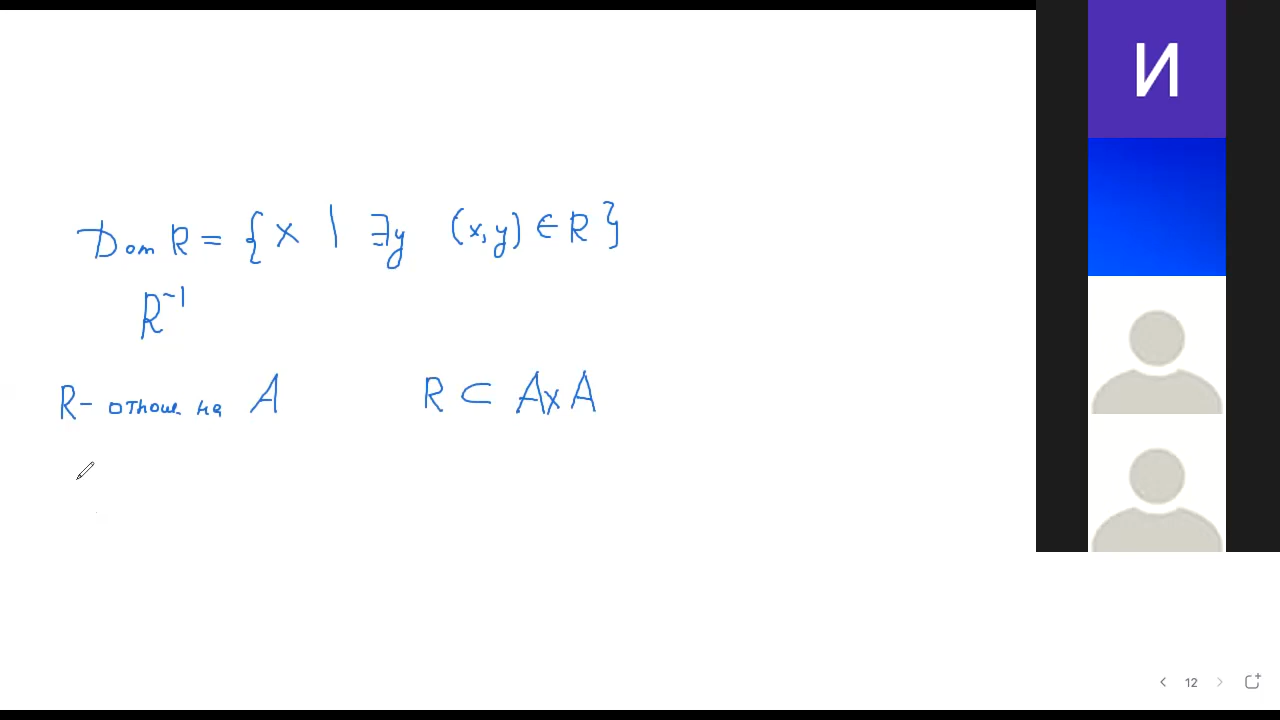 И
Dom R = { x | ∃y (x,y) ∈ R }
R⁻¹
R - отнош на A R ⊂ A x A
12